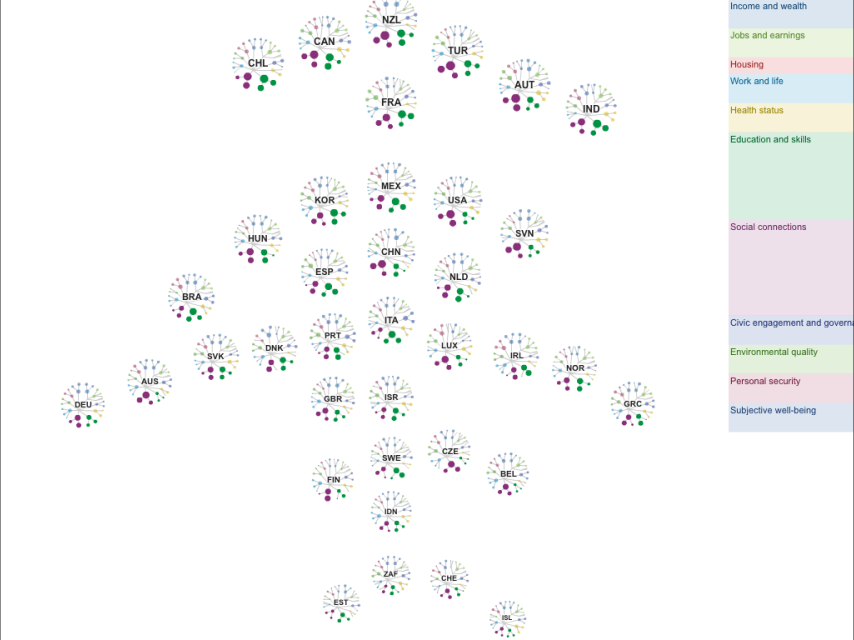 NZL
CAN
TUR
CHL
AUT
FRA
IND
MEX
KOR
USA
SVN
HUN
CHN
ESP
NLD
BRA
ITA
PRT
LUX
DNK
SVK
IRL
NOR
AUS
DEU
GBR
ISR
GRC
CZE
SWE
BEL
FIN
IDN
ZAF
CHE
EST
ISL
Income and wealth
Jobs and earnings
Housing
Work and life
Health status
Education and skills
Social connections
Civic engagement and governa
Environmental quality
Personal security
Subjective well-being